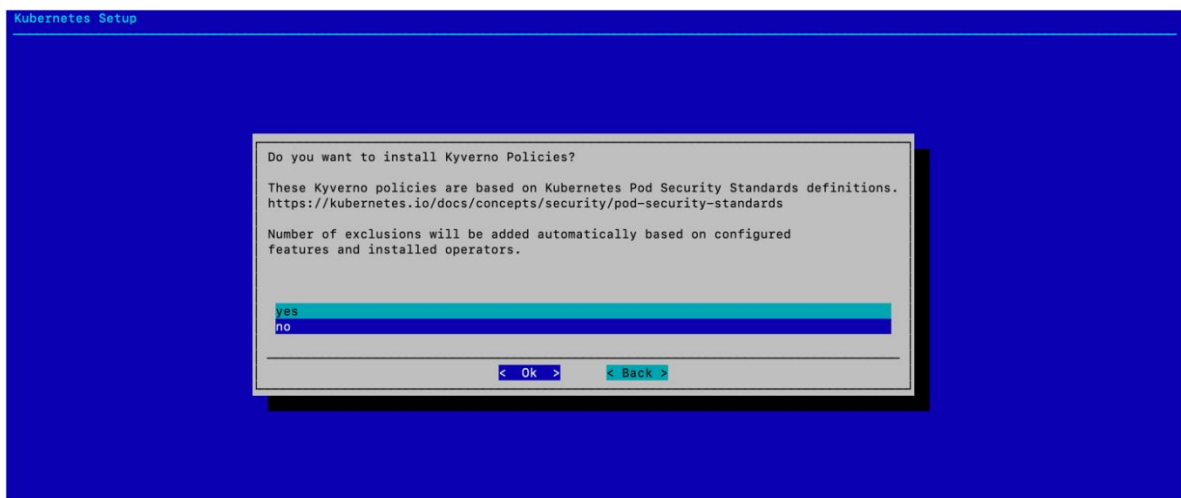 Kubernetes Setup
Do you want to install Kyverno Policies?
These Kyverno policies are based on Kubernetes Pod Security Standards definitions.
https://kubernetes.io/docs/concepts/security/pod-security-standards
Number of exclusions will be added automatically based on configured
features and installed operators.
yes
no
< Ok > < Back >